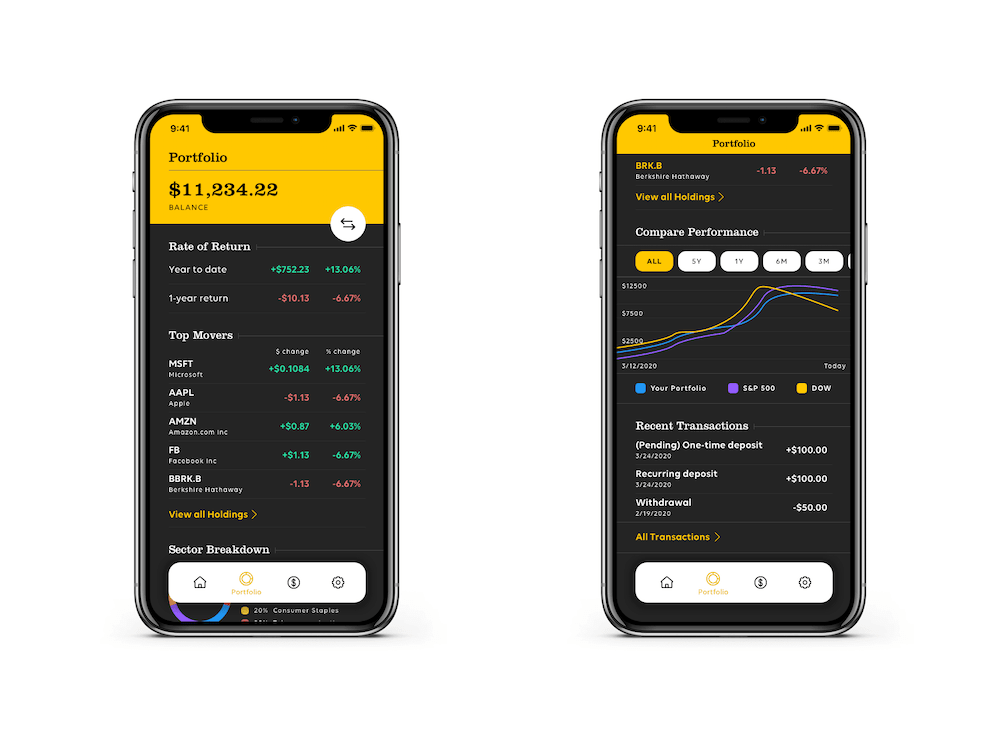 9:41
Portfolio
$11,234.22
BALANCE
Rate of Return
Year to date +$752.23 +13.06%
1-year return -$10.13 -6.67%
Top Movers
$ change % change
MSFT
Microsoft +$0.1084 +13.06%
AAPL
Apple -$1.13 -6.67%
AMZN
Amazon.com Inc +$0.87 +6.03%
FB
Facebook Inc +$1.13 -6.67%
BBRK.B
Berkshire Hathaway -1.13 -6.67%
View all Holdings
Sector Breakdown
Portfolio
20% Consumer Staples
9:41
Portfolio
BRK.B
Berkshire Hathaway -1.13 -6.67%
View all Holdings
Compare Performance
ALL 5Y 1Y 6M 3M
$12500
$7500
$2500
3/12/2020 Today
Your Portfolio S&P 500 DOW
Recent Transactions
(Pending) One-time deposit
3/24/2020 +$100.00
Recurring deposit
3/24/2020 +$100.00
Withdrawal
2/19/2020 -$50.00
All Transactions
Portfolio